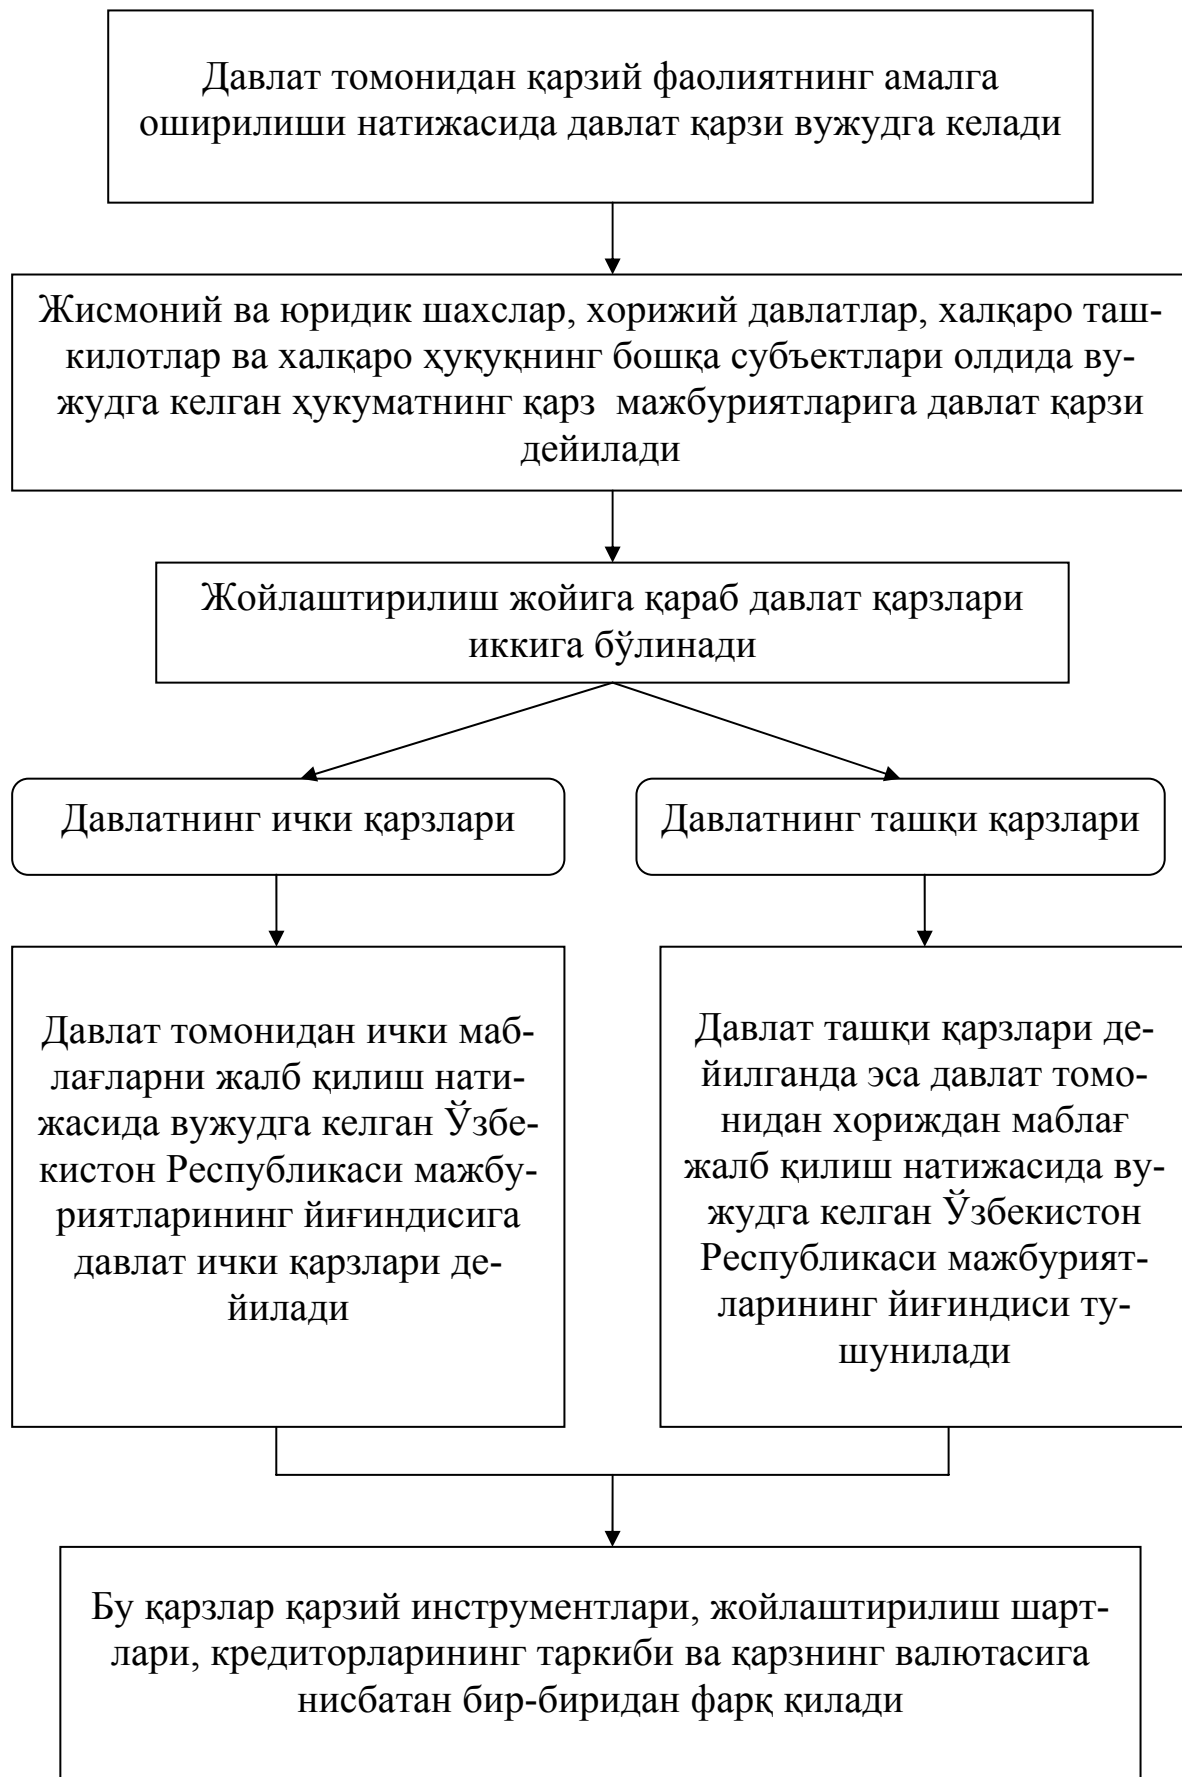 Давлат томонидан қарзий фаолиятнинг амалга
оширилиши натижасида давлат қарзи вужудга келади
Жисмоний ва юридик шахслар, хорижий давлатлар, халқаро таш-
килотлар ва халқаро ҳуқуқнинг бошқа субъектлари олдида ву-
жудга келган ҳукуматнинг қарз мажбуриятларига давлат қарзи
дейилади
Жойлаштирилиш жойига қараб давлат қарзлари
иккига бўлинади
Давлатнинг ички қарзлари
Давлатнинг ташқи қарзлари
Давлат томонидан ички маб-
лағларни жалб қилиш нати-
жасида вужудга келган Ўзбе-
кистон Республикаси мажбу-
риятларининг йиғиндисига
давлат ички қарзлари де-
йилади
Давлат ташқи қарзлари де-
йилганда эса давлат томо-
нидан хориждан маблағ
жалб қилиш натижасида ву-
жудга келган Ўзбекистон
Республикаси мажбурият-
ларининг йиғиндиси ту-
шунилади
Бу қарзлар қарзий инструментлари, жойлаштирилиш шарт-
лари, кредиторларининг таркиби ва қарзнинг валютасига
нисбатан бир-биридан фарқ қилади